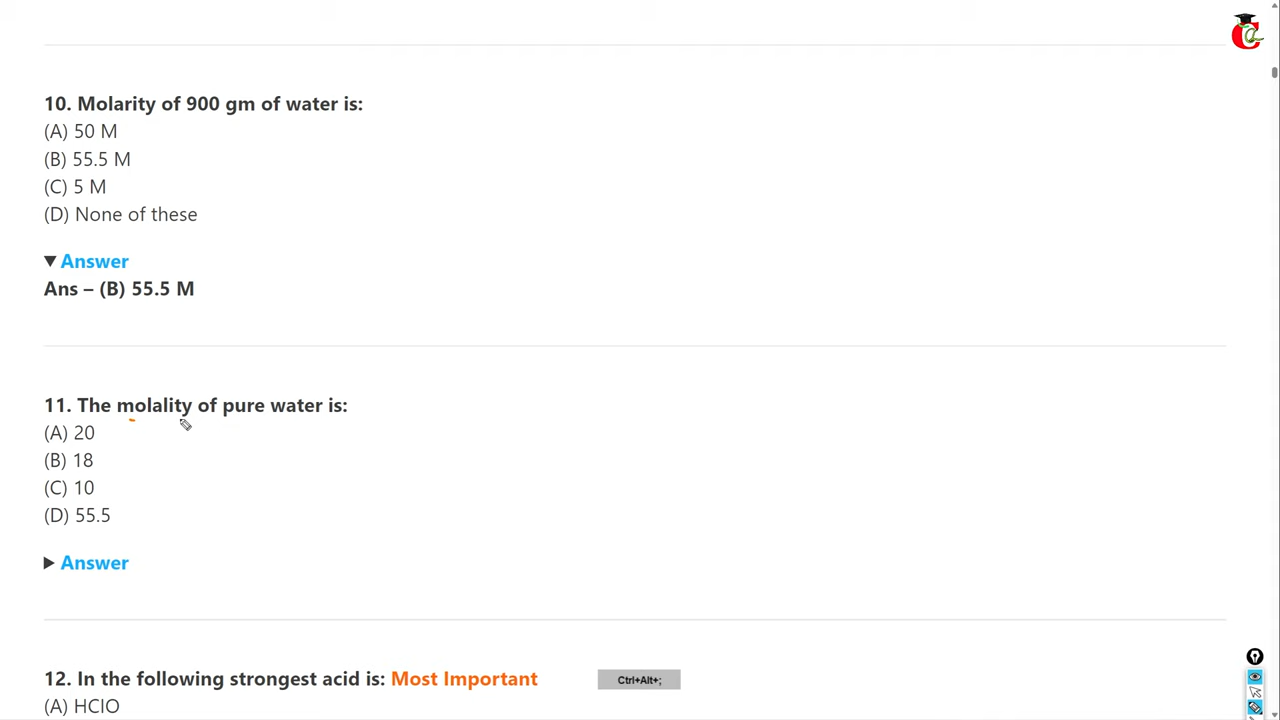 10. Molarity of 900 gm of water is:
(A) 50 M
(B) 55.5 M
(C) 5 M
(D) None of these
▼ Answer
Ans – (B) 55.5 M
11. The molality of pure water is:
(A) 20
(B) 18
(C) 10
(D) 55.5
▶ Answer
12. In the following strongest acid is: Most Important
Ctrl+Alt+;
(A) HClO